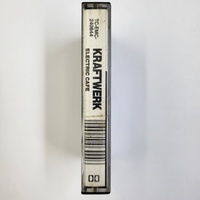 TC-EMC-
240644
KRAFTWERK
ELECTRIC CAFE